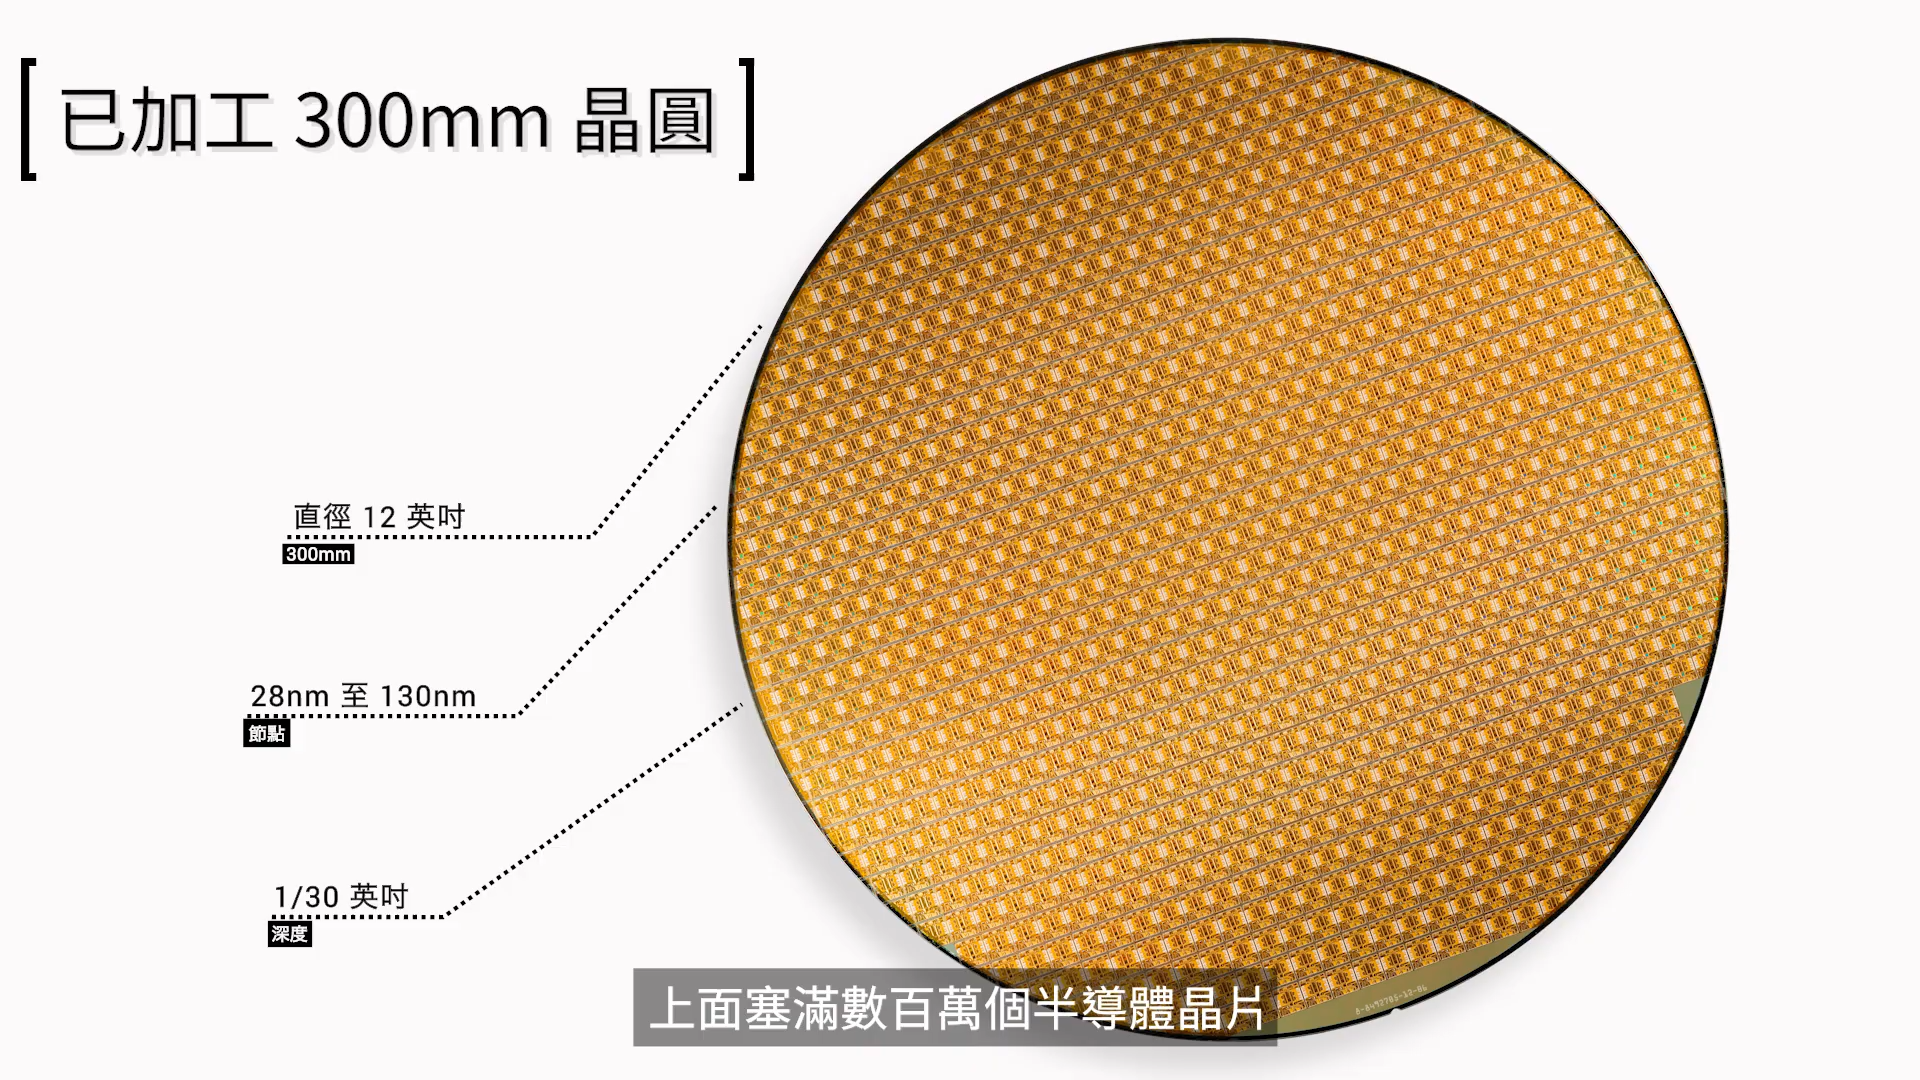 已加工 300mm 晶圓
直徑 12 英吋
300mm
28nm 至 130nm
節點
1/30 英吋
深度
上面塞滿數百萬個半導體晶片